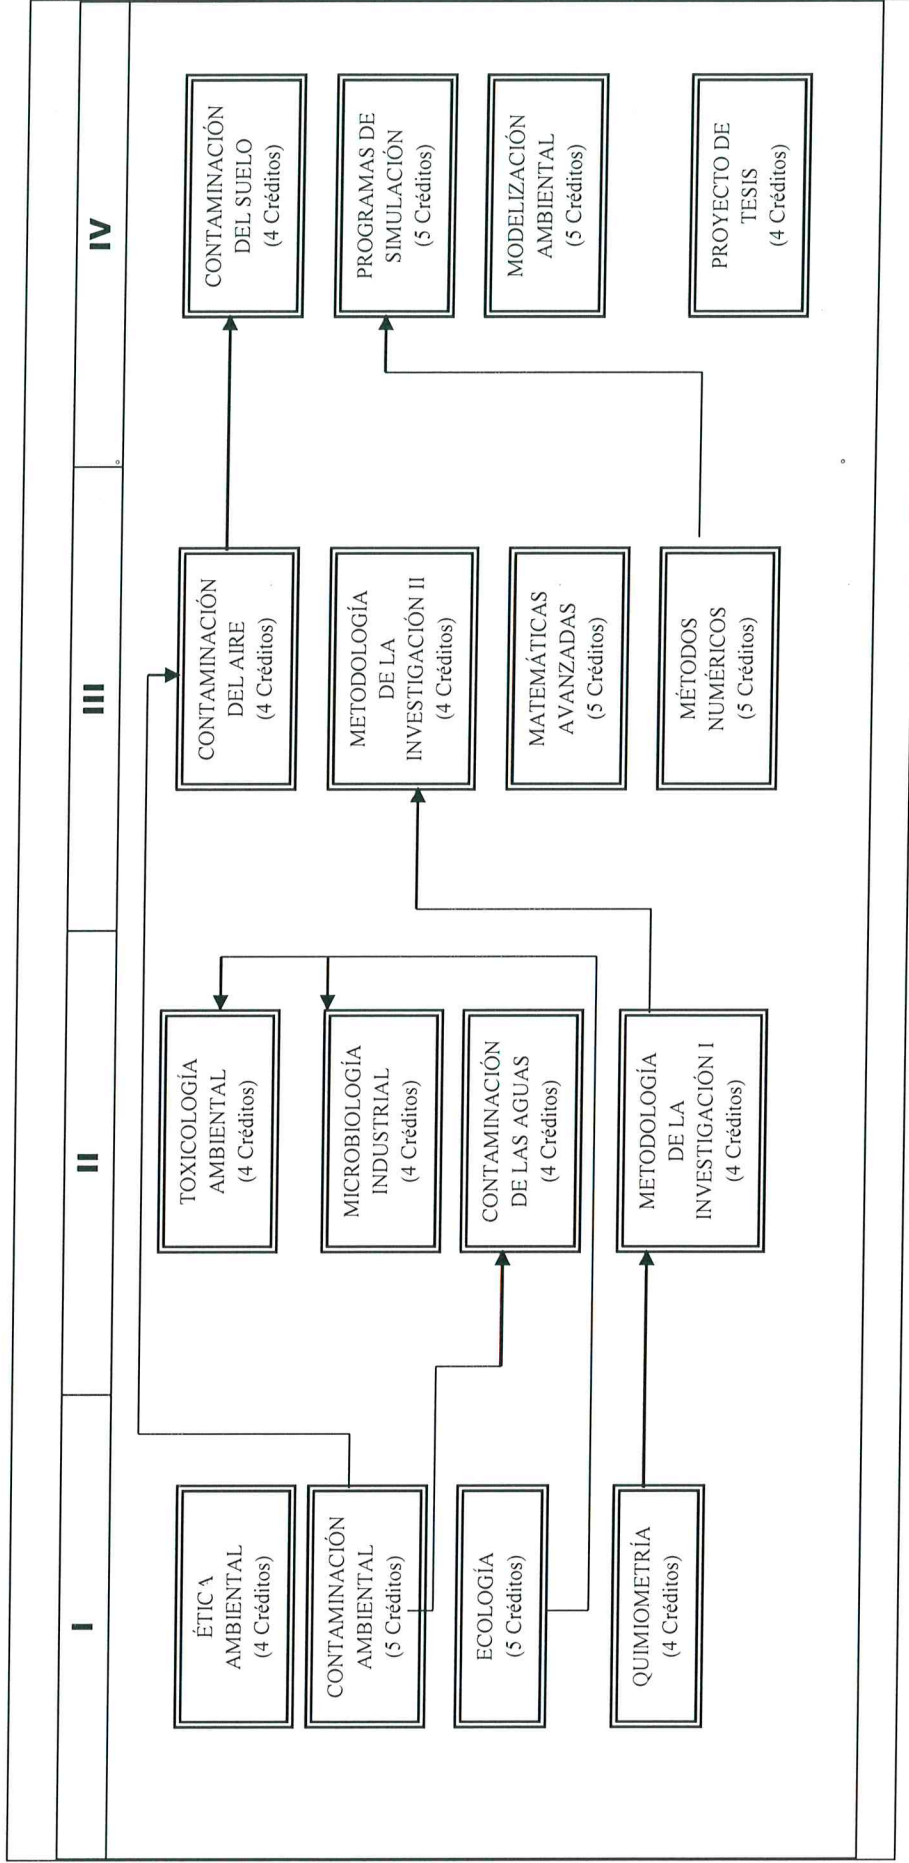 I
II
III
IV
ÉTICA
AMBIENTAL
(4 Créditos)
CONTAMINACIÓN
AMBIENTAL
(5 Créditos)
ECOLOGÍA
(5 Créditos)
QUIMIOMETRÍA
(4 Créditos)
TOXICOLOGÍA
AMBIENTAL
(4 Créditos)
MICROBIOLOGÍA
INDUSTRIAL
(4 Créditos)
CONTAMINACIÓN
DE LAS AGUAS
(4 Créditos)
METODOLOGÍA
DE LA
INVESTIGACIÓN I
(4 Créditos)
CONTAMINACIÓN
DEL AIRE
(4 Créditos)
METODOLOGÍA
DE LA
INVESTIGACIÓN II
(4 Créditos)
MATEMÁTICAS
AVANZADAS
(5 Créditos)
MÉTODOS
NUMÉRICOS
(5 Créditos)
CONTAMINACIÓN
DEL SUELO
(4 Créditos)
PROGRAMAS DE
SIMULACIÓN
(5 Créditos)
MODELIZACIÓN
AMBIENTAL
(5 Créditos)
PROYECTO DE
TESIS
(4 Créditos)